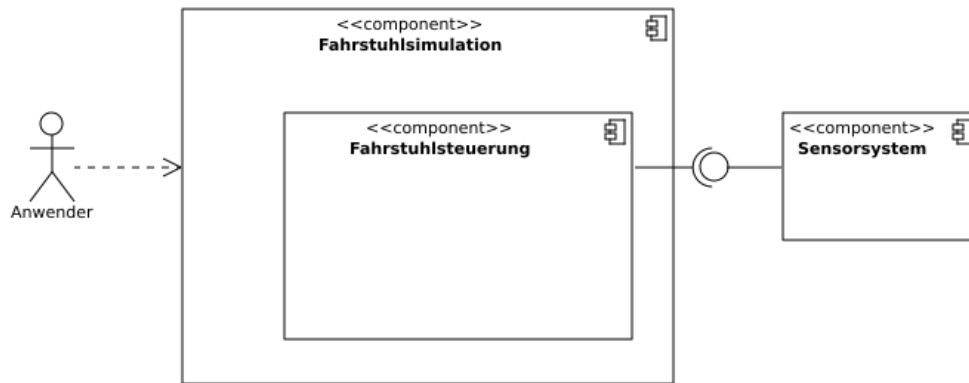 <<component>>
Fahrstuhlsimulation
<<component>>
Fahrstuhlsteuerung
<<component>>
Sensorsystem
Anwender